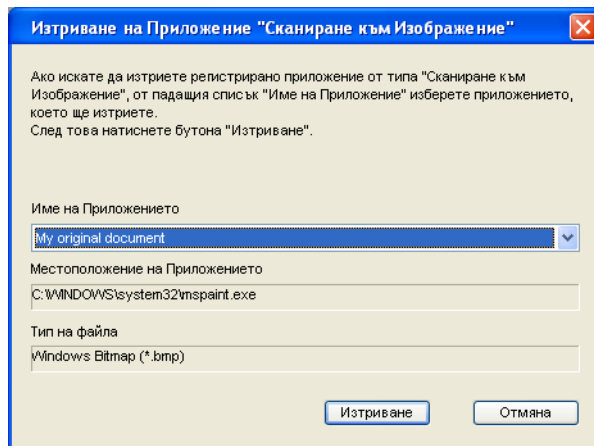 Изтриване на Приложение "Сканиране към Изображение"
Ако искате да изтриете регистрирано приложение от типа "Сканиране към
Изображение", от падащия списък "Име на Приложение" изберете приложението,
което ще изтриете.
След това натиснете бутона "Изтриване".
Име на Приложението
My original document
Местоположение на Приложението
C:\WINDOWS\system32\mspaint.exe
Тип на файла
Windows Bitmap (*.bmp)
Изтриване
Отмяна